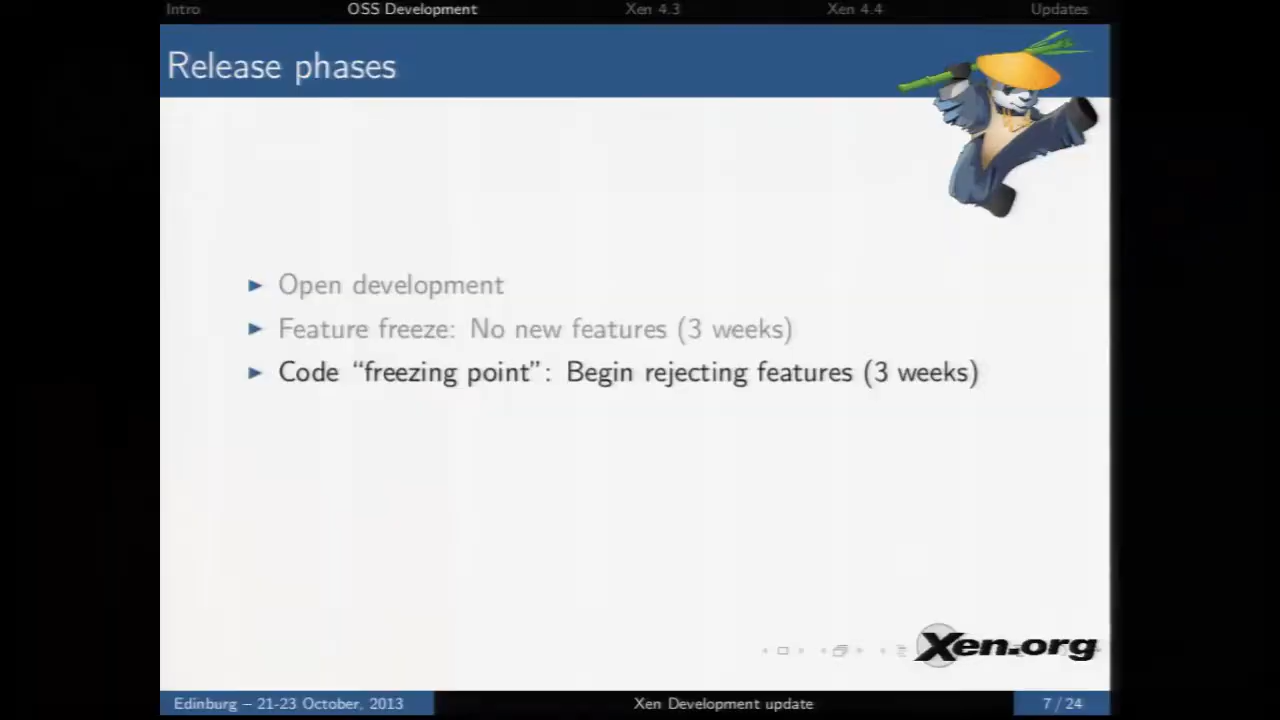 Intro OSS Development Xen 4.3 Xen 4.4 Updates
Release phases
Open development
Feature freeze: No new features (3 weeks)
Code “freezing point”: Begin rejecting features (3 weeks)
Xen.org
Edinburg – 21-23 October, 2013 Xen Development update 7 / 24